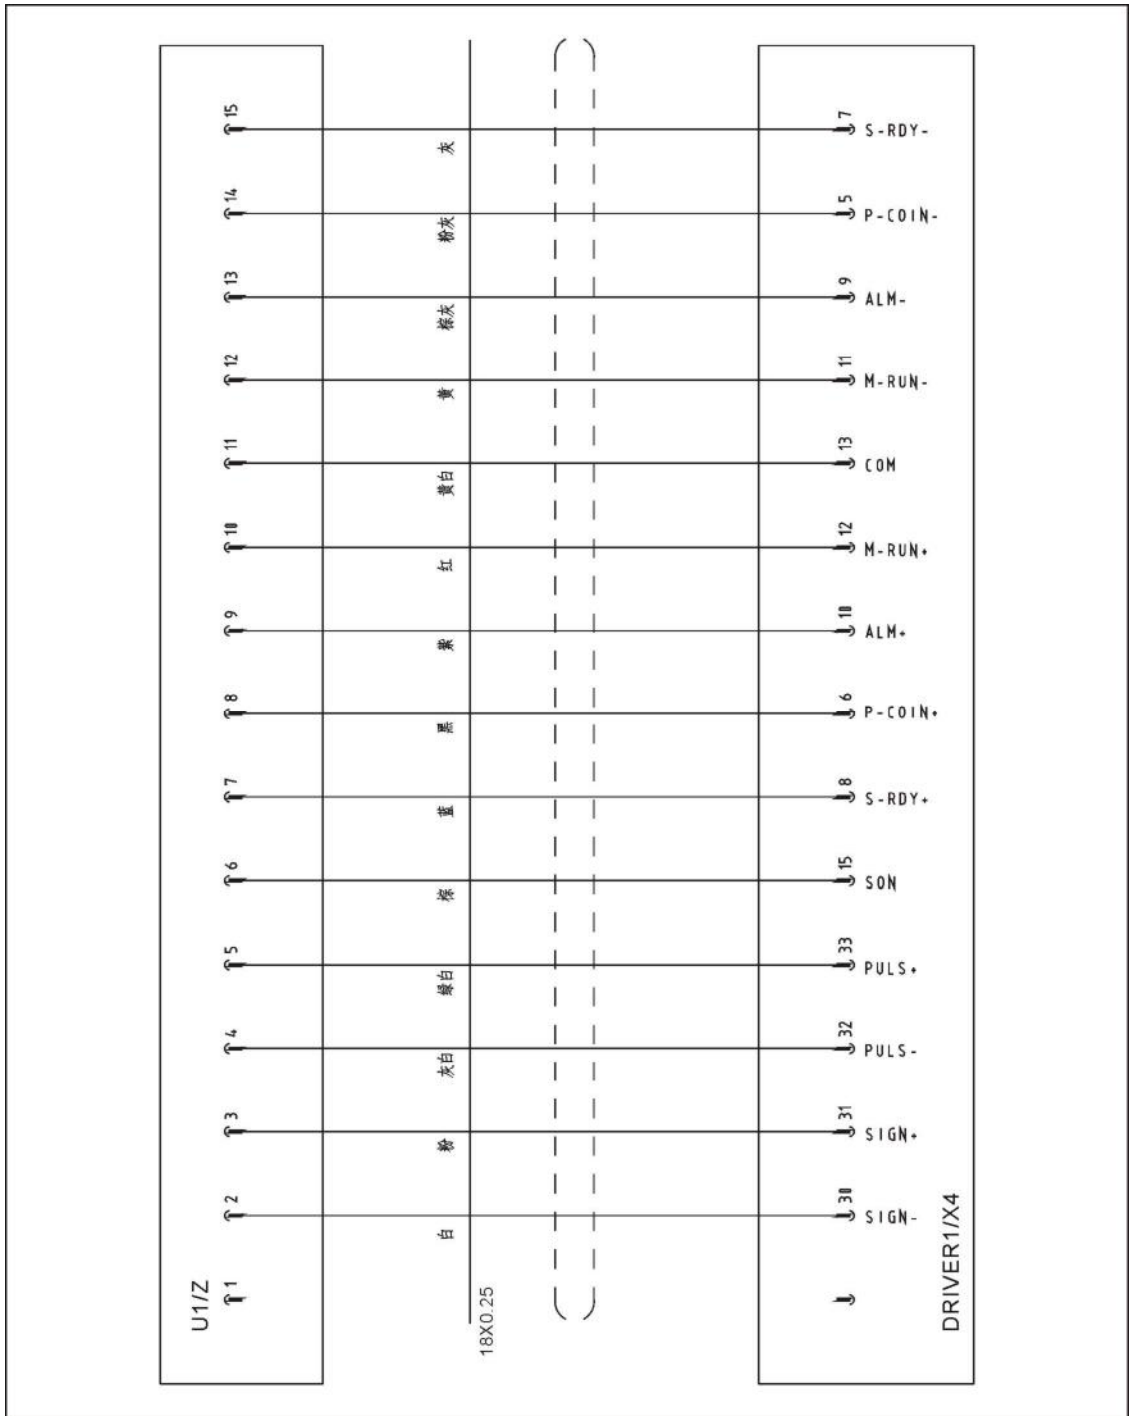 U1/Z
DRIVER1/X4
18X0.25
15 灰 7 S-RDY-
14 粉灰 5 P-COIN-
13 棕灰 9 ALM-
12 黄 11 M-RUN-
11 黄白 13 COM
10 红 12 M-RUN+
9 紫 10 ALM+
8 黑 6 P-COIN+
7 蓝 8 S-RDY+
6 棕 15 SON
5 绿白 33 PULS+
4 灰白 32 PULS-
3 粉 31 SIGN+
2 白 30 SIGN-
1